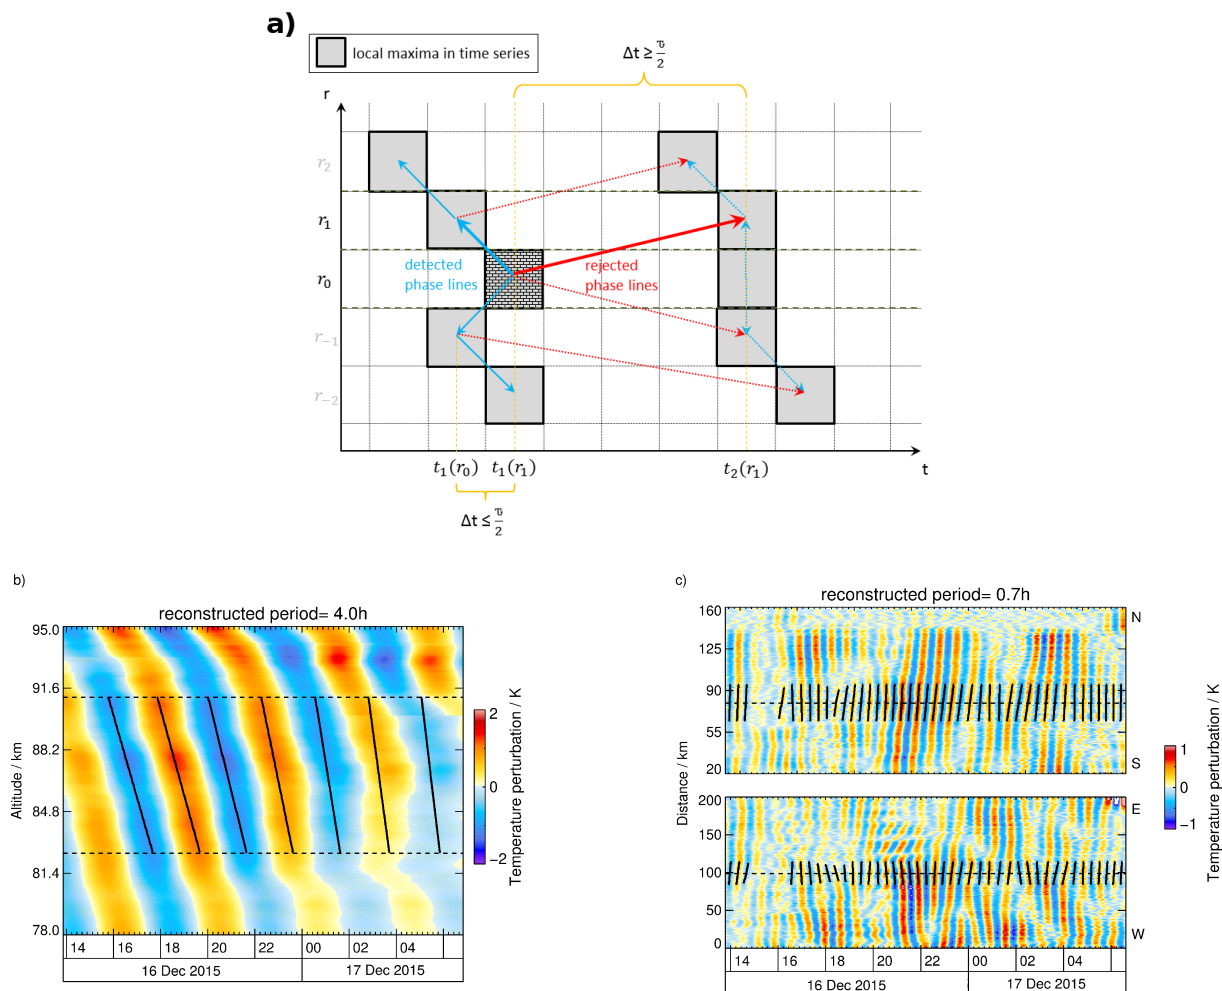 a)
local maxima in time series
Δt ≥ τ/2
r
r₂
r₁
r₀
r₋₁
r₋₂
detected
phase lines
rejected
phase lines
t₁(r₀) t₁(r₁) t₂(r₁) t
Δt ≤ τ/2
b)
reconstructed period= 4.0h
95.0
91.6
88.2
84.8
81.4
78.0
Altitude / km
14 16 18 20 22 00 02 04
16 Dec 2015 17 Dec 2015
2
0
−2
Temperature perturbation / K
c)
reconstructed period= 0.7h
160
125
90
55
20
N
S
200
150
100
50
0
E
W
Distance / km
14 16 18 20 22 00 02 04
16 Dec 2015 17 Dec 2015
1
0
−1
Temperature perturbation / K